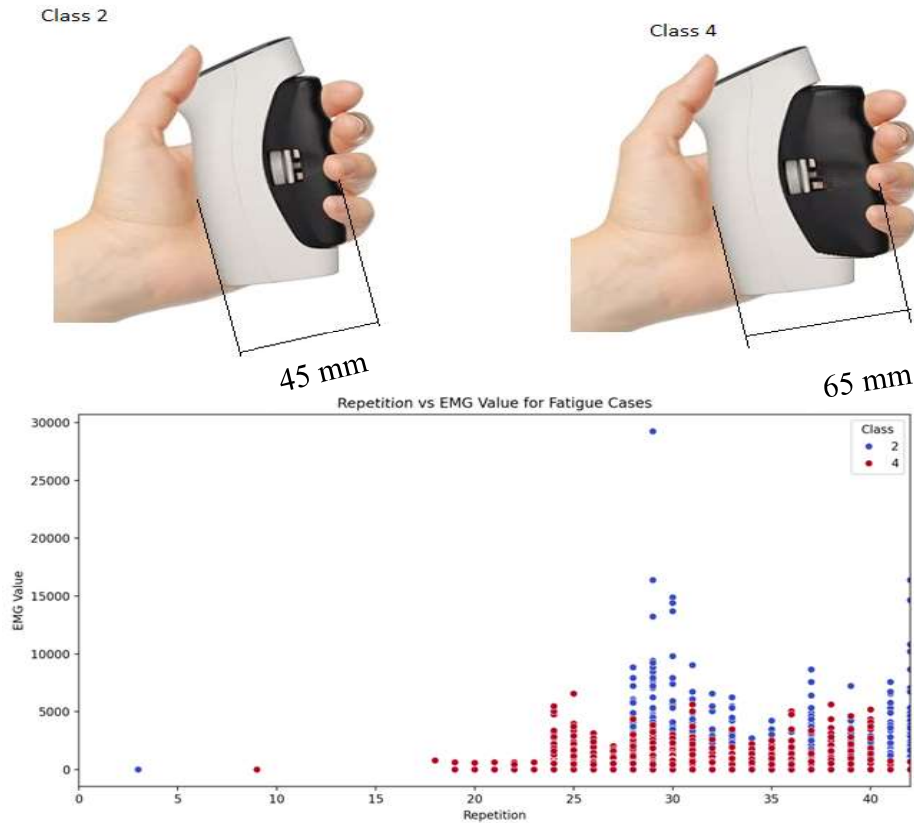 Class 2
Class 4
45 mm
65 mm
Repetition vs EMG Value for Fatigue Cases
Class
2
4
30000
25000
20000
15000
10000
5000
0
EMG Value
0 5 10 15 20 25 30 35 40
Repetition